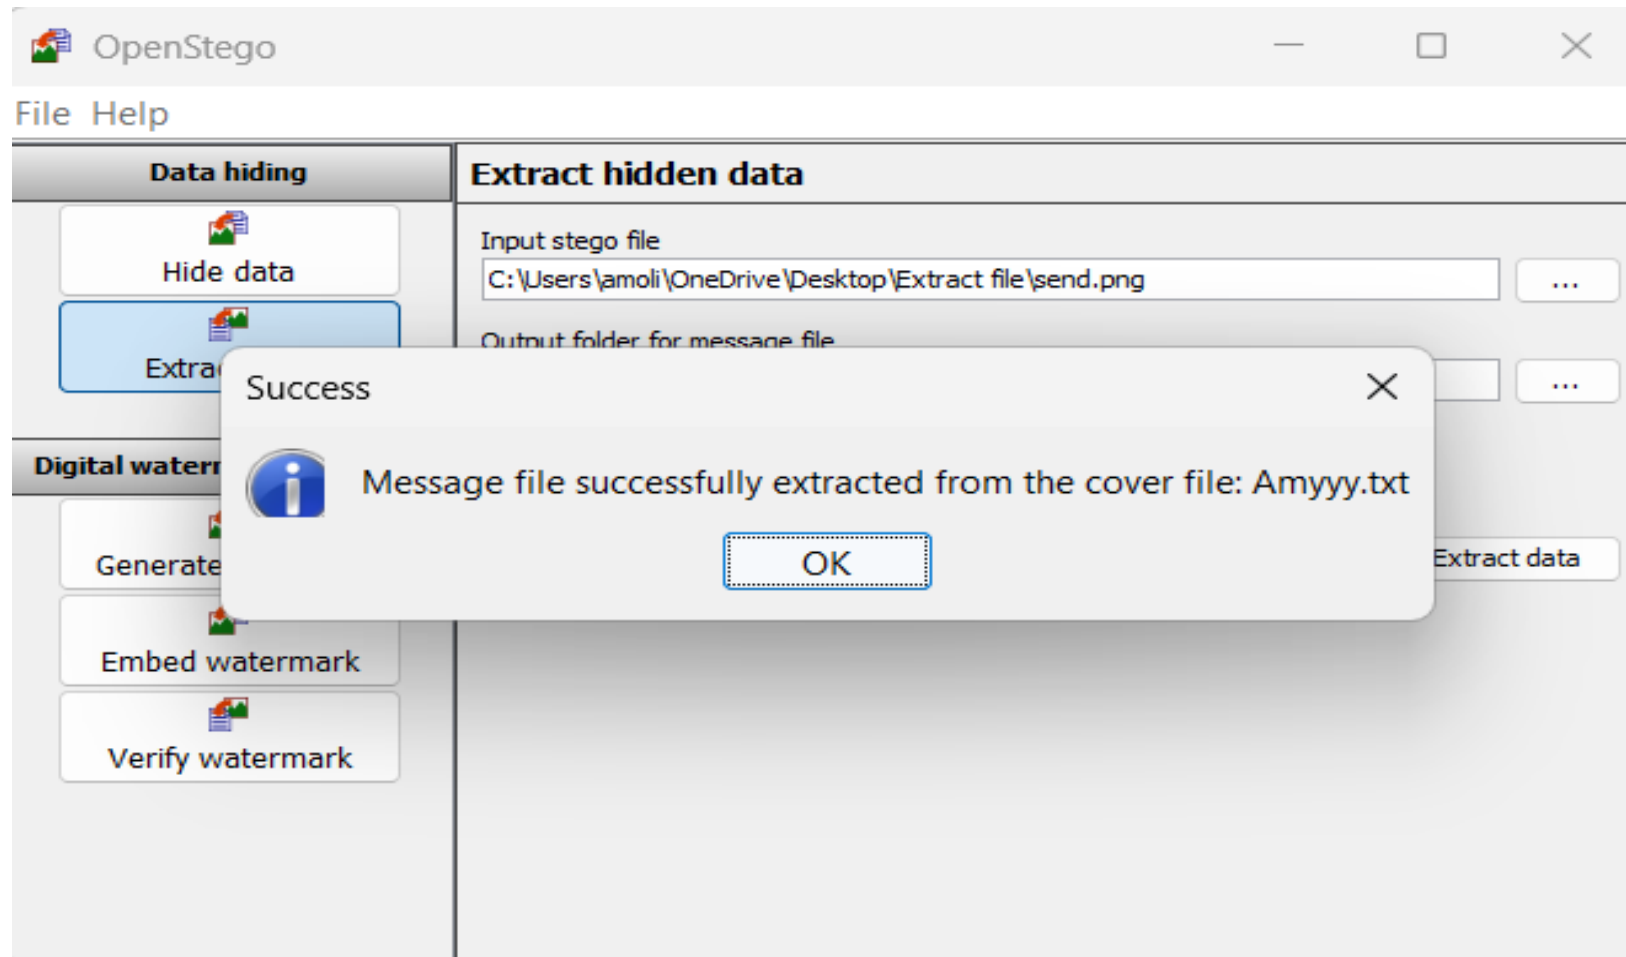 OpenStego
File Help
Data hiding
Hide data
Extract hidden data
Input stego file
C:\Users\amoli\OneDrive\Desktop\Extract file\send.png
...
Output folder for message file
...
Success
Message file successfully extracted from the cover file: Amyyy.txt
OK
Extract data
Digital
Generate
Embed watermark
Verify watermark